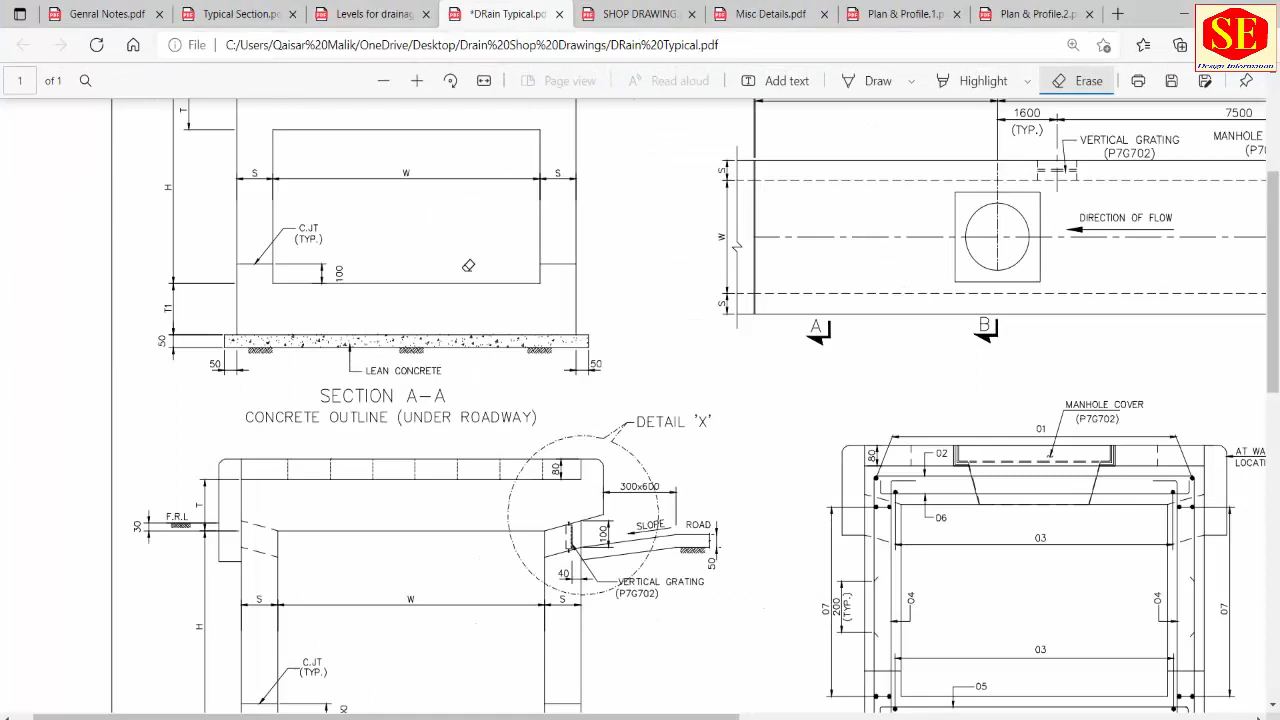 Genral Notes.pdf
Typical Section.pd
Levels for drainag
*DRain Typical.pd
SHOP DRAWING.
Misc Details.pdf
Plan & Profile.1.p
Plan & Profile.2.p
SE
Design Information
File
C:/Users/Qaisar%20Malik/OneDrive/Desktop/Drain%20Shop%20Drawings/DRain%20Typical.pdf
1 of 1
Page view
Read aloud
Add text
Draw
Highlight
Erase
T
H
S W S
C.JT
(TYP.)
100
T1
50
50 50
LEAN CONCRETE
SECTION A-A
CONCRETE OUTLINE (UNDER ROADWAY)
1600
(TYP.)
7500
VERTICAL GRATING
(P7G702)
MANHOLE
(P7
S
W
S
DIRECTION OF FLOW
A B
DETAIL 'X'
80
300x600
T
F.R.L
30
SLOPE ROAD
100
50
40
VERTICAL GRATING
(P7G702)
S W S
H
C.JT
(TYP.)
MANHOLE COVER
(P7G702)
01
80
02
AT WA
LOCATI
06
03
04 04
07
200
(TYP.)
07
03
05